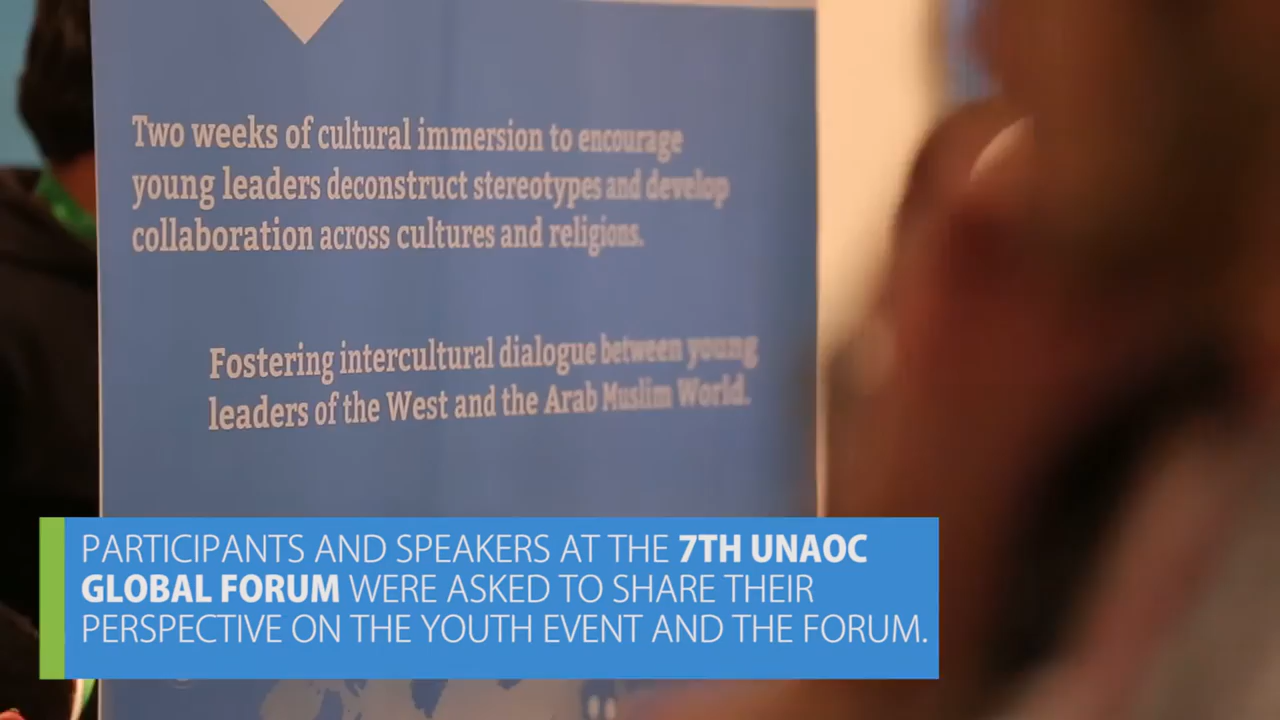 Two weeks of cultural immersion to encourage
young leaders deconstruct stereotypes and develop
collaboration across cultures and religions.
Fostering intercultural dialogue between young
leaders of the West and the Arab Muslim World.
PARTICIPANTS AND SPEAKERS AT THE 7TH UNAOC
GLOBAL FORUM WERE ASKED TO SHARE THEIR
PERSPECTIVE ON THE YOUTH EVENT AND THE FORUM.